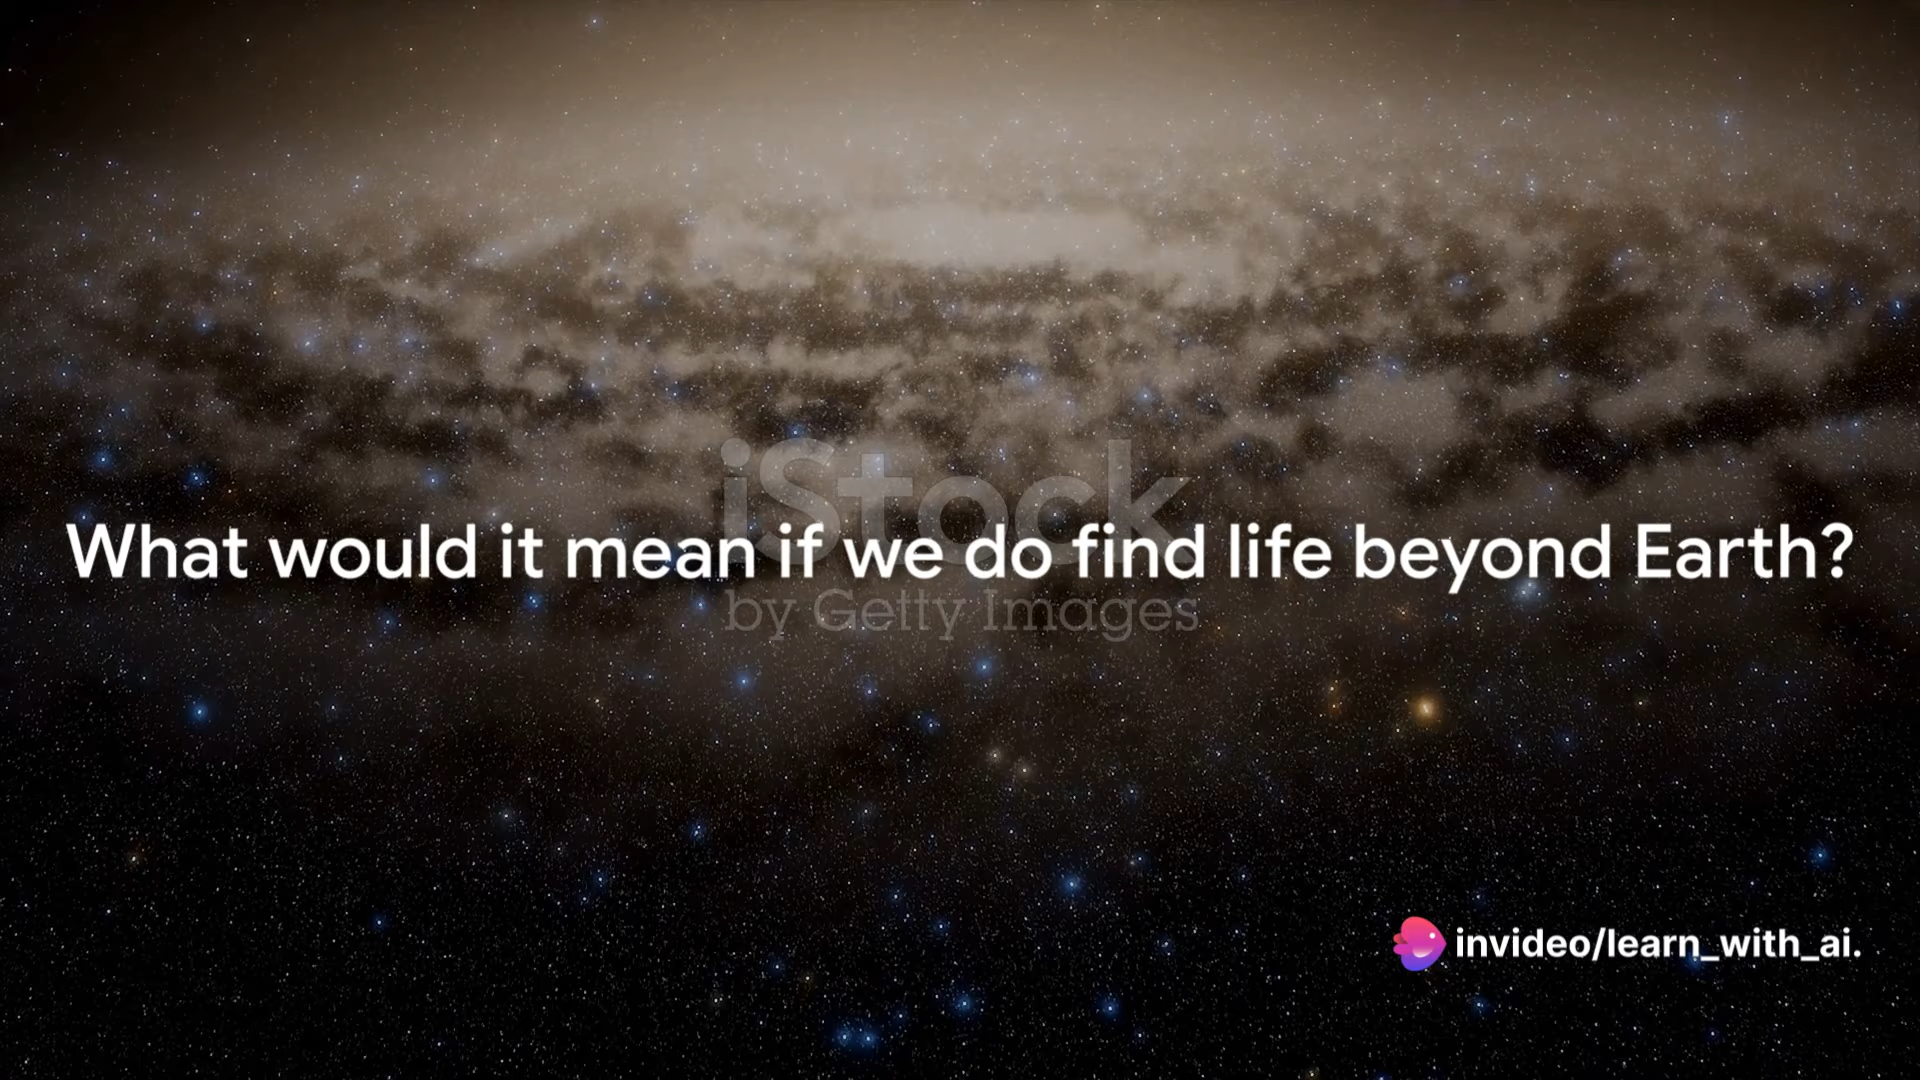 iStock
What would it mean if we do find life beyond Earth?
by Getty Images
invideo/learn_with_ai.